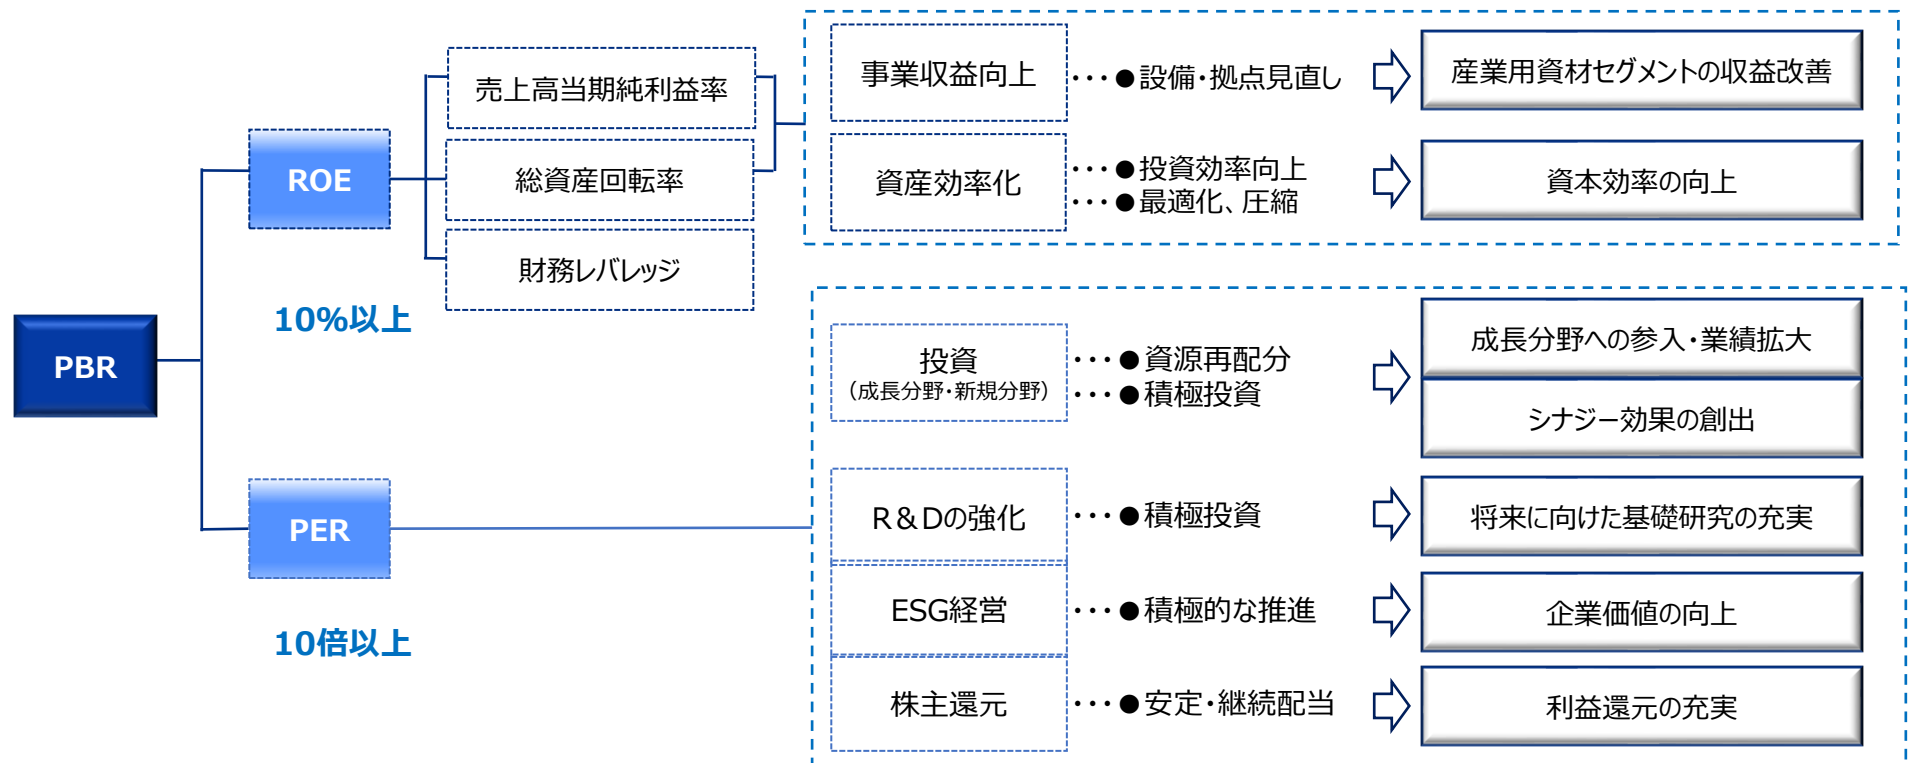 PBR
ROE
10%以上
売上高当期純利益率
総資産回転率
財務レバレッジ
事業収益向上
・・・●設備・拠点見直し
産業用資材セグメントの収益改善
資産効率化
・・・●投資効率向上
・・・●最適化、圧縮
資本効率の向上
PER
10倍以上
投資
（成長分野・新規分野）
・・・●資源再配分
・・・●積極投資
成長分野への参入・業績拡大
シナジー効果の創出
R＆Dの強化
・・・●積極投資
将来に向けた基礎研究の充実
ESG経営
・・・●積極的な推進
企業価値の向上
株主還元
・・・●安定・継続配当
利益還元の充実